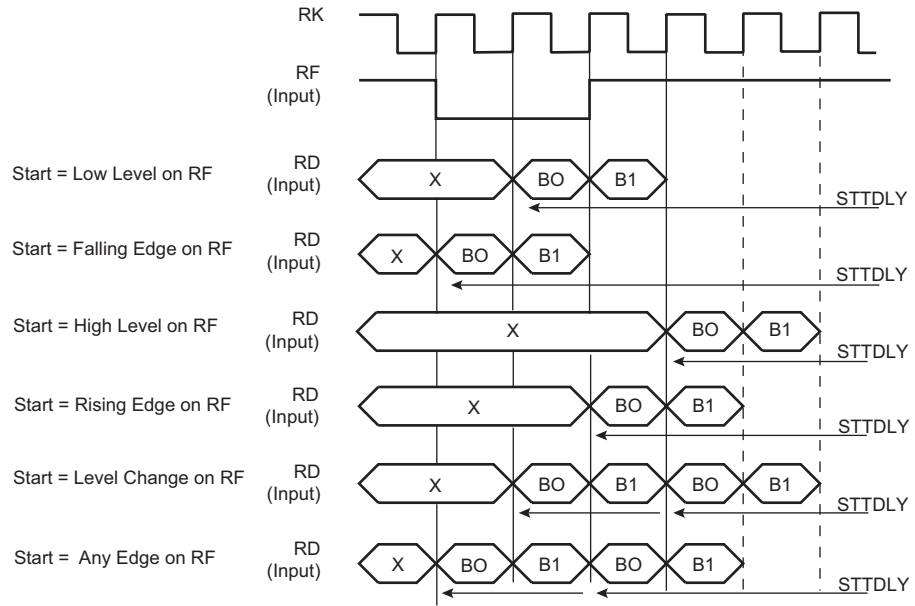 RK
RF
(Input)
Start = Low Level on RF
RD
(Input)
X
BO
B1
STTDLY
Start = Falling Edge on RF
RD
(Input)
X
BO
B1
STTDLY
Start = High Level on RF
RD
(Input)
X
BO
B1
STTDLY
Start = Rising Edge on RF
RD
(Input)
X
BO
B1
STTDLY
Start = Level Change on RF
RD
(Input)
X
BO
B1
BO
B1
STTDLY
Start = Any Edge on RF
RD
(Input)
X
BO
B1
BO
B1
STTDLY